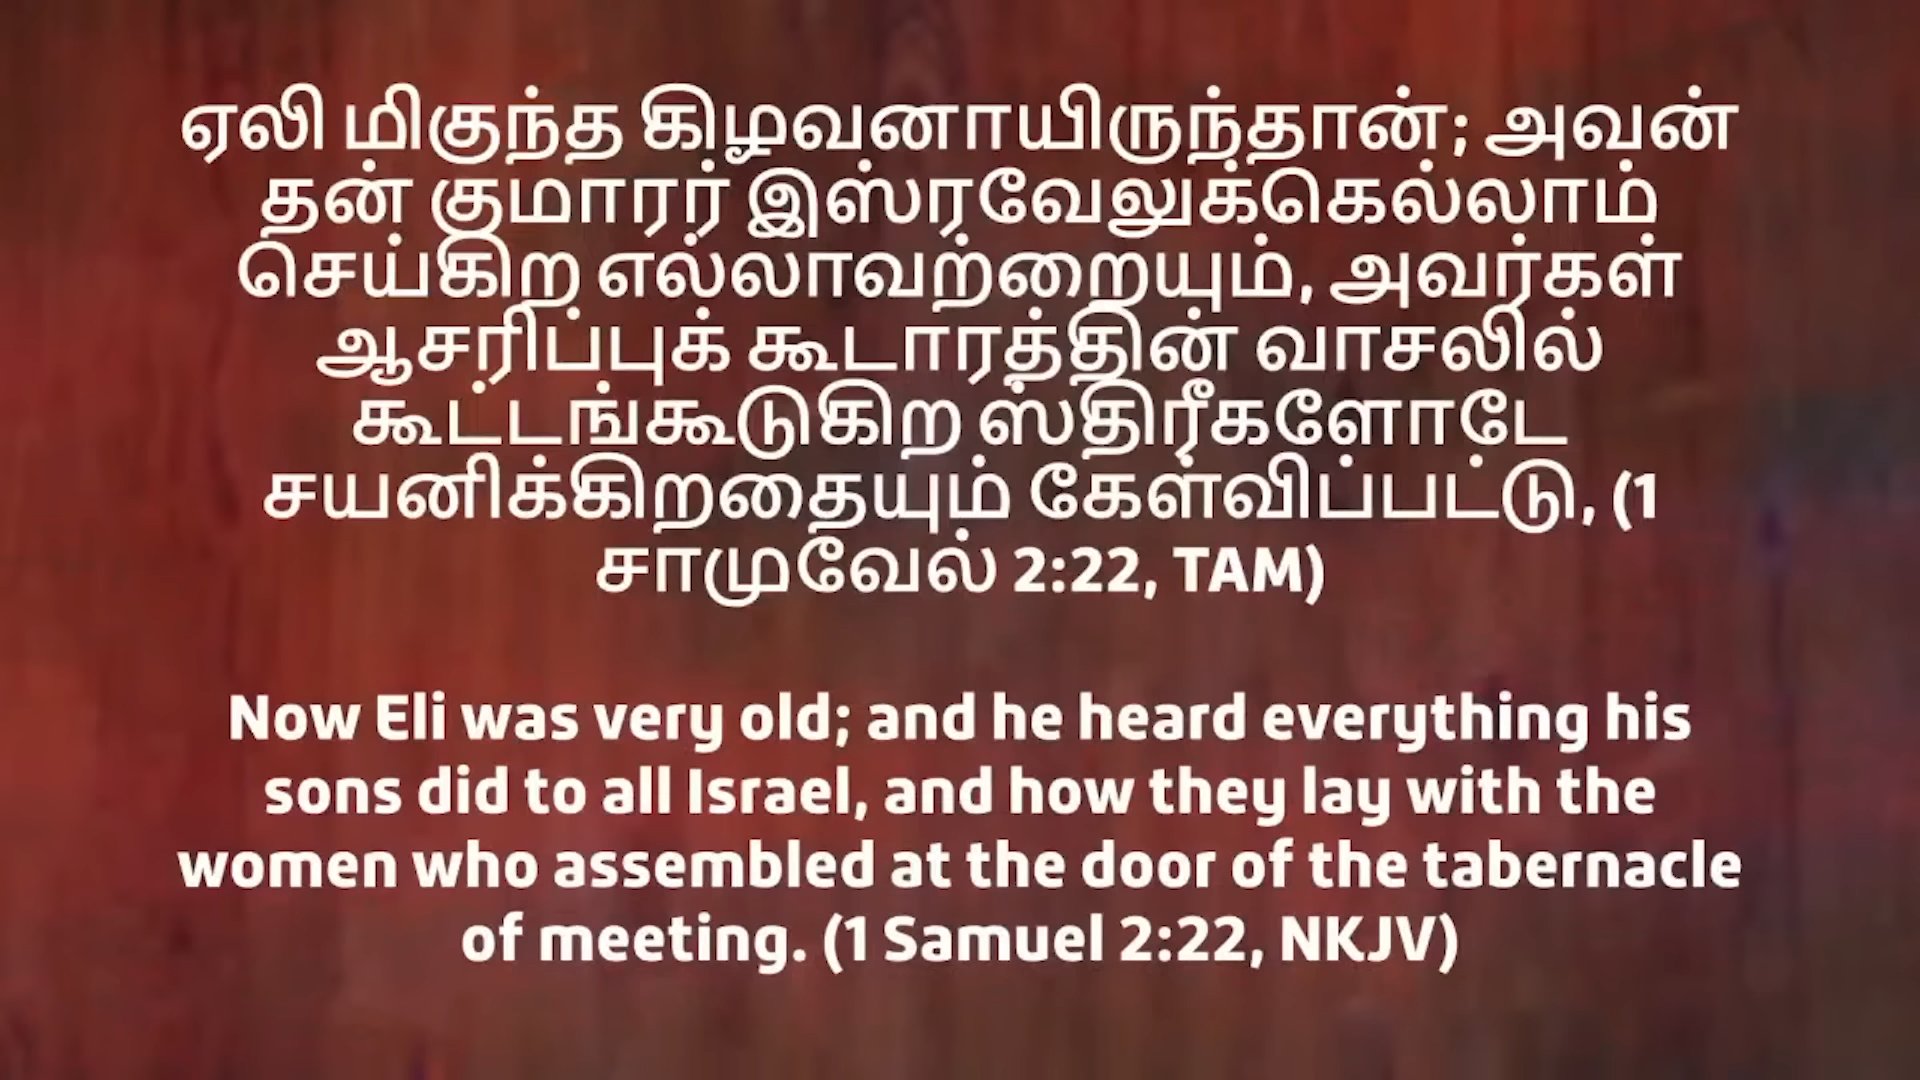 ஏலி மிகுந்த கிழவனாயிருந்தான்; அவன்
தன் குமாரர் இஸ்ரவேலுக்கெல்லாம்
செய்கிற எல்லாவற்றையும், அவர்கள்
ஆசரிப்புக் கூடாரத்தின் வாசலில்
கூட்டங்கூடுகிற ஸ்திரீகளோடே
சயனிக்கிறதையும் கேள்விப்பட்டு, (1
சாமுவேல் 2:22, TAM)
Now Eli was very old; and he heard everything his
sons did to all Israel, and how they lay with the
women who assembled at the door of the tabernacle
of meeting. (1 Samuel 2:22, NKJV)